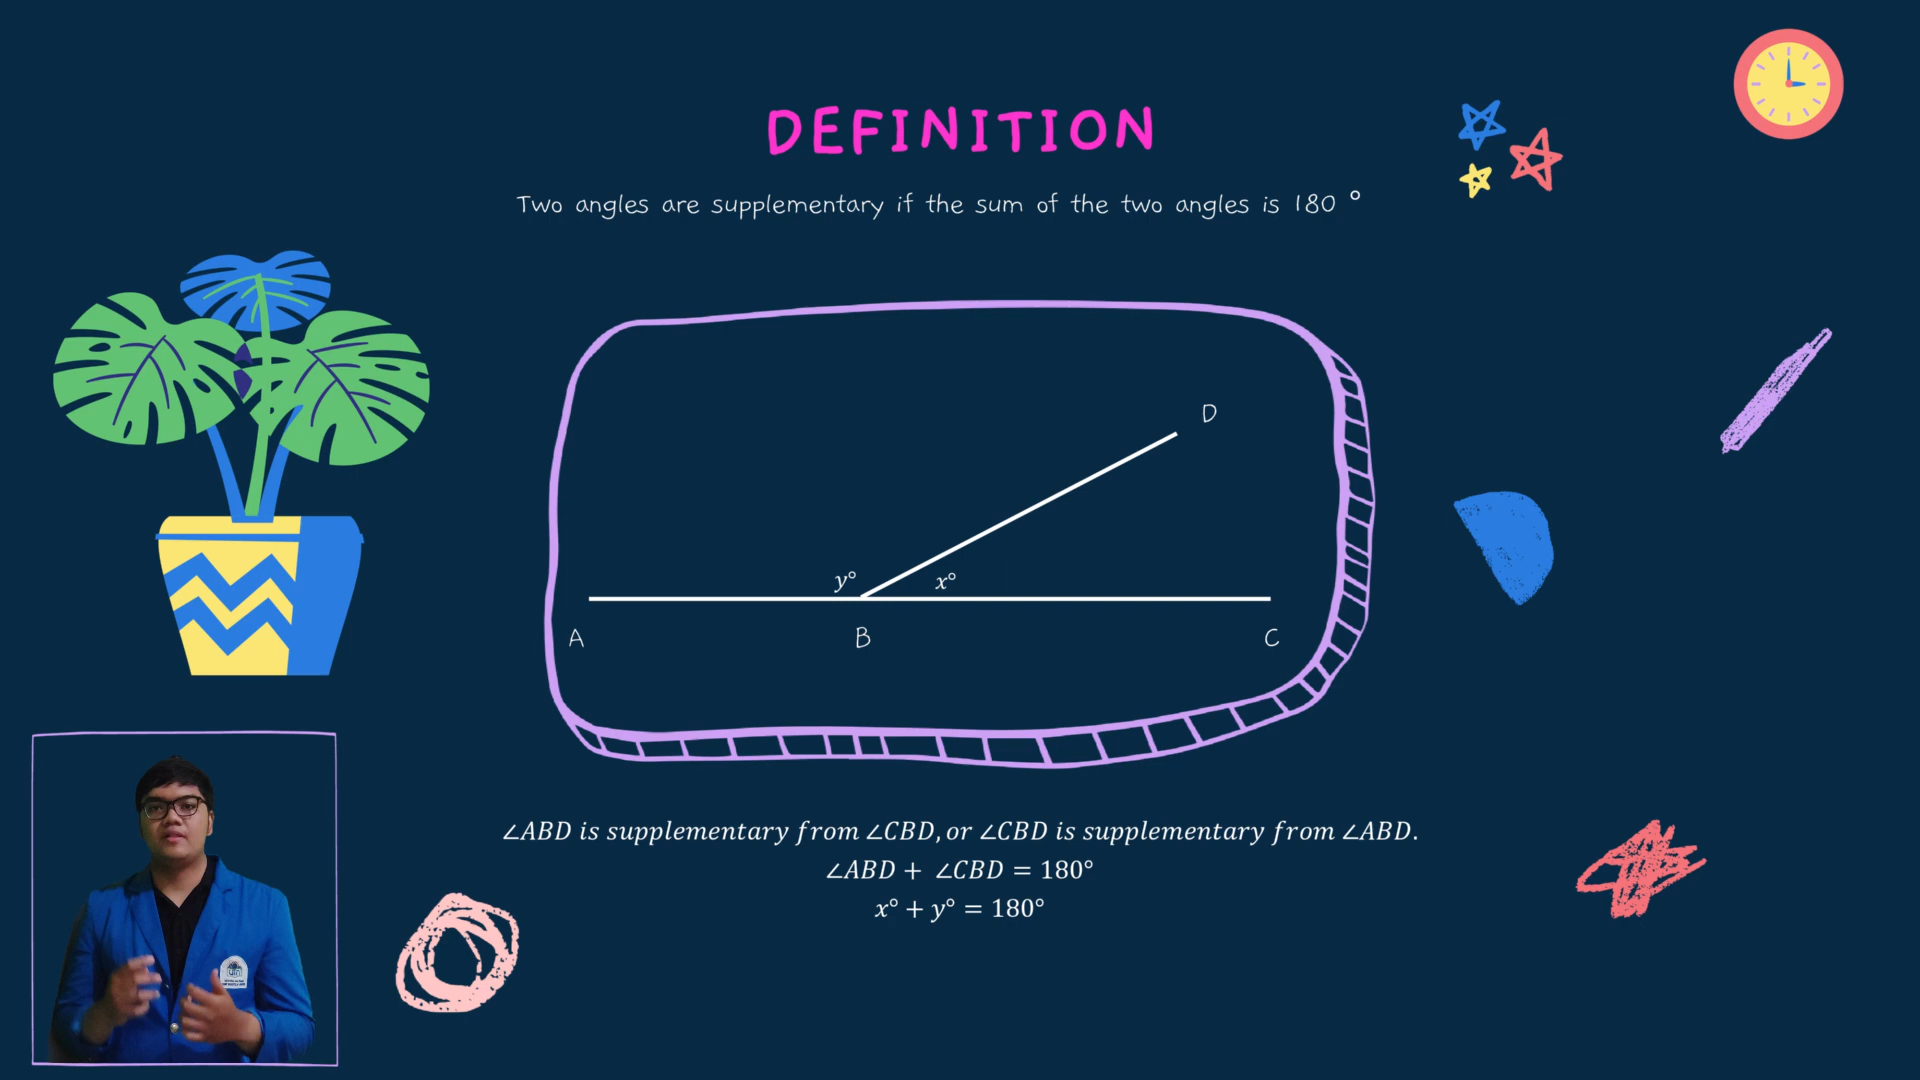 DEFINITION
Two angles are supplementary if the sum of the two angles is 180 °
D
y° x°
A B C
∠ABD is supplementary from ∠CBD, or ∠CBD is supplementary from ∠ABD.
∠ABD + ∠CBD = 180°
x° + y° = 180°